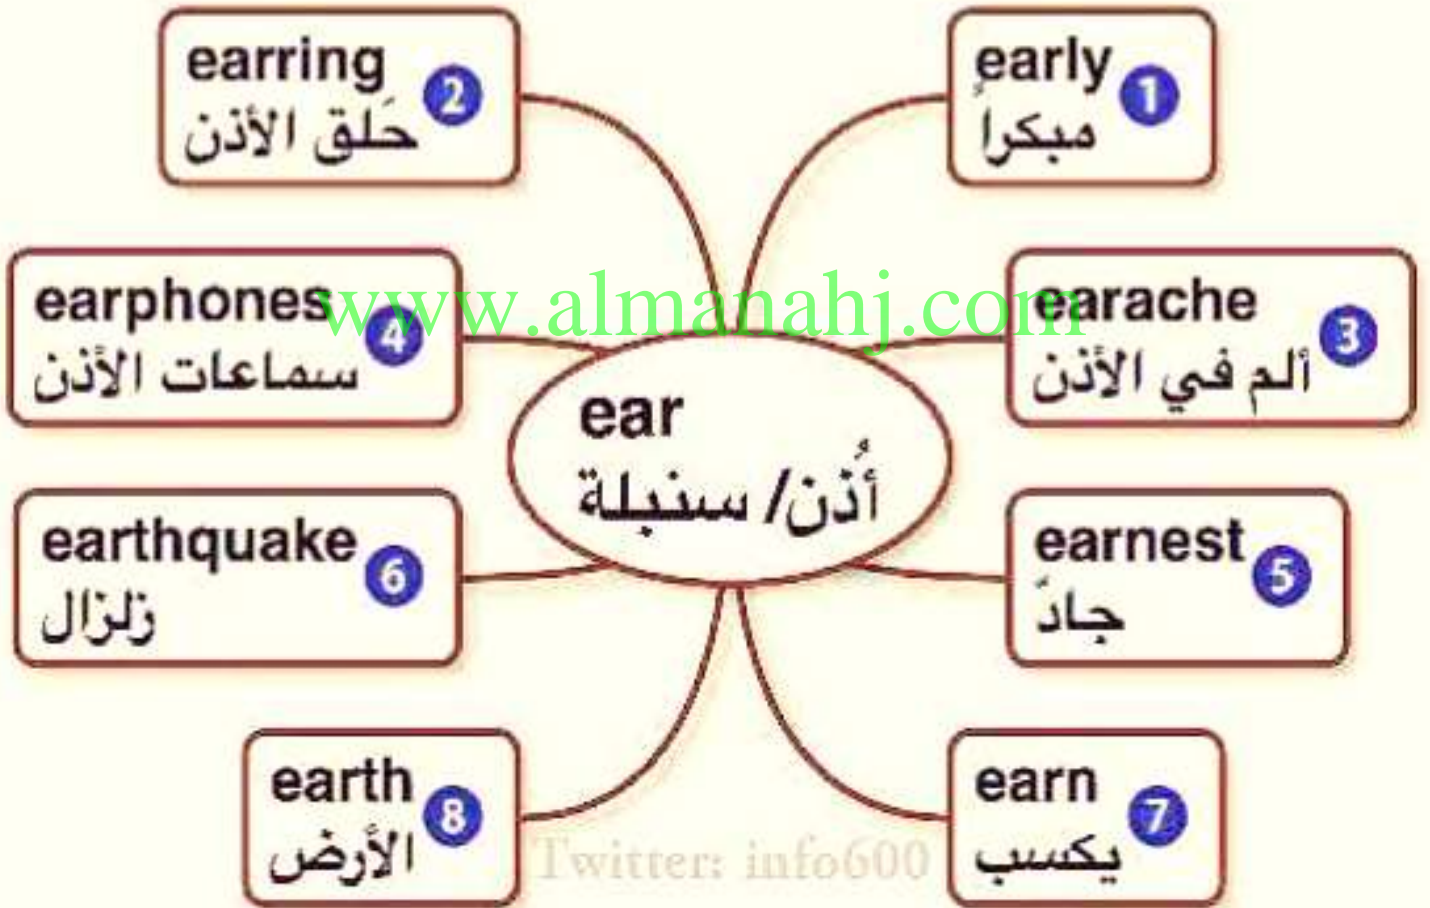 ear
أُذن/ سنبلة
early
مبكراً
1
earring
حَلق الأذن
2
earache
ألم في الأذن
3
earphones
سماعات الأذن
4
earnest
جادّ
5
earthquake
زلزال
6
earn
يكسب
7
earth
الأرض
8
www.almanahj.com
Twitter: info600